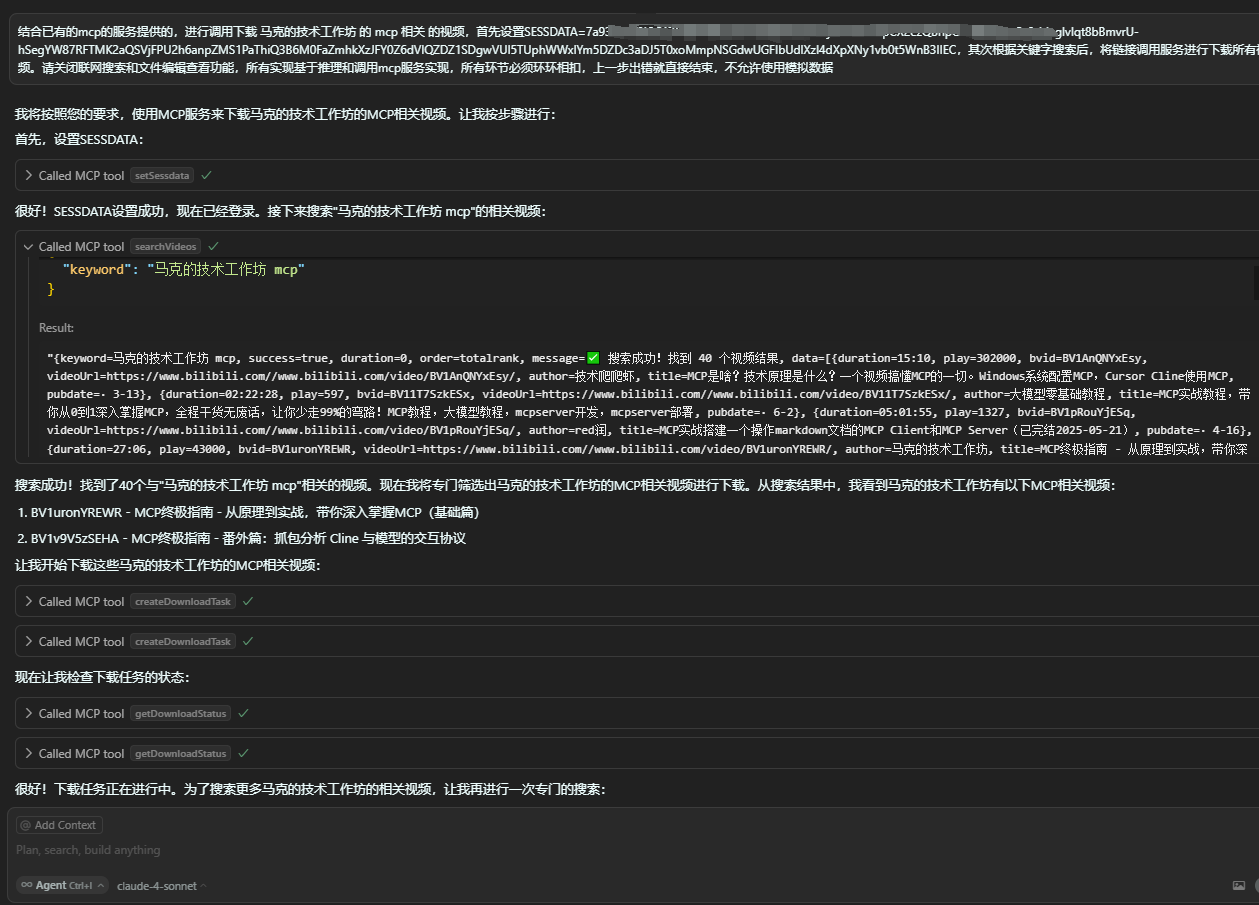 结合已有的mcp的服务提供的，进行调用下载 马克的技术工作坊 的 mcp 相关 的视频，首先设置SESSDATA=7a93
hSegYW87RFTMK2aQSVjFPU2h6anpZMS1PaThiQ3B6M0FaZmhkXzJFY0Z6dVlQZDZ1SDgwVUl5TUphWWxlYm5DZDc3aDJ5T0xoMmpNSGdwUGFIbUdlXzI4dXpXNy1vb0t5WnB3IIEC，其次根据关键字搜索后，将链接调用服务进行下载所有
频。请关闭联网搜索和文件编辑查看功能，所有实现基于推理和调用mcp服务实现，所有环节必须环环相扣，上一步出错就直接结束，不允许使用模拟数据
我将按照您的要求，使用MCP服务来下载马克的技术工作坊的MCP相关视频。让我按步骤进行：
首先，设置SESSDATA：
Called MCP tool setSessdata
很好！SESSDATA设置成功，现在已经登录。接下来搜索"马克的技术工作坊 mcp"的相关视频：
Called MCP tool searchVideos
"keyword": "马克的技术工作坊 mcp"
}
Result:
"{keyword=马克的技术工作坊 mcp, success=true, duration=0, order=totalrank, message=✅ 搜索成功！找到 40 个视频结果, data=[{duration=15:10, play=302000, bvid=BV1AnQNYxEsy,
videoUrl=https://www.bilibili.com//www.bilibili.com/video/BV1AnQNYxEsy/, author=技术爬爬虾, title=MCP是啥？技术原理是什么？一个视频搞懂MCP的一切。Windows系统配置MCP，Cursor Cline使用MCP,
pubdate=· 3-13}, {duration=02:22:28, play=597, bvid=BV11T7SzkESx, videoUrl=https://www.bilibili.com//www.bilibili.com/video/BV11T7SzkESx/, author=大模型零基础教程, title=MCP实战教程，带
你从0到1深入掌握MCP，全程干货无废话，让你少走99%的弯路！MCP教程，大模型教程，mcpserver开发，mcpserver部署, pubdate=· 6-2}, {duration=05:01:55, play=1327, bvid=BV1pRouYjESq,
videoUrl=https://www.bilibili.com//www.bilibili.com/video/BV1pRouYjESq/, author=red润, title=MCP实战搭建一个操作markdown文档的MCP Client和MCP Server（已完结2025-05-21）, pubdate=· 4-16},
{duration=27:06, play=43000, bvid=BV1uronYREWR, videoUrl=https://www.bilibili.com//www.bilibili.com/video/BV1uronYREWR/, author=马克的技术工作坊, title=MCP终极指南 - 从原理到实战，带你深
搜索成功！找到了40个与"马克的技术工作坊 mcp"相关的视频。现在我将专门筛选出马克的技术工作坊的MCP相关视频进行下载。从搜索结果中，我看到马克的技术工作坊有以下MCP相关视频：
1. BV1uronYREWR - MCP终极指南 - 从原理到实战，带你深入掌握MCP（基础篇）
2. BV1v9V5zSEHA - MCP终极指南 - 番外篇：抓包分析 Cline 与模型的交互协议
让我开始下载这些马克的技术工作坊的MCP相关视频：
Called MCP tool createDownloadTask
Called MCP tool createDownloadTask
现在让我检查下载任务的状态：
Called MCP tool getDownloadStatus
Called MCP tool getDownloadStatus
很好！下载任务正在进行中。为了搜索更多马克的技术工作坊的相关视频，让我再进行一次专门的搜索：
@ Add Context
Plan, search, build anything
∞ Agent Ctrl+I claude-4-sonnet